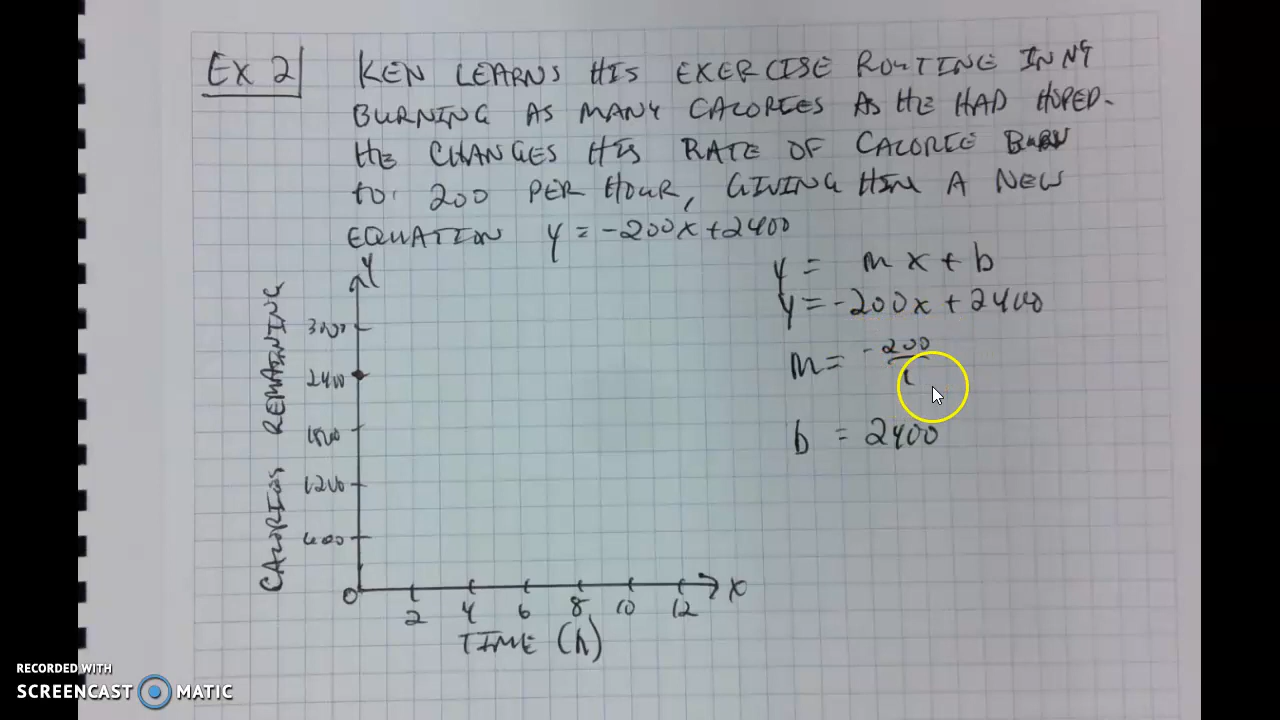 Ex 2
KEN LEARNS HIS EXERCISE ROUTINE ISN'T
BURNING AS MANY CALORIES AS HE HAD HOPED.
HE CHANGES HIS RATE OF CALORIE BURN
to 200 PER HOUR, GIVING HIM A NEW
EQUATION y = -200x + 2400
y = mx + b
y = -200x + 2400
m = -200/1
b = 2400
y
CALORIES REMAINING
3000
2400
1800
1200
600
0
2 4 6 8 10 12 x
TIME (h)
RECORDED WITH
SCREENCAST MATIC